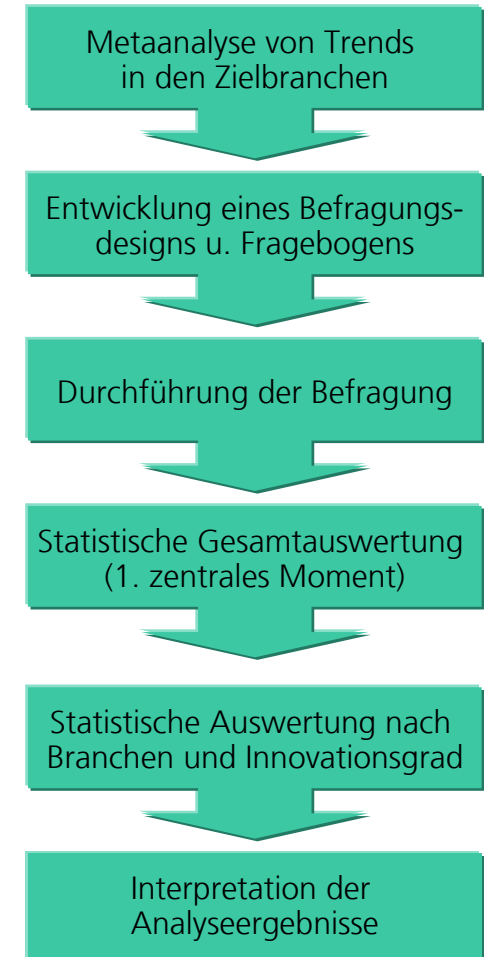 Metaanalyse von Trends
in den Zielbranchen
Entwicklung eines Befragungs-
designs u. Fragebogens
Durchführung der Befragung
Statistische Gesamtauswertung
(1. zentrales Moment)
Statistische Auswertung nach
Branchen und Innovationsgrad
Interpretation der
Analyseergebnisse